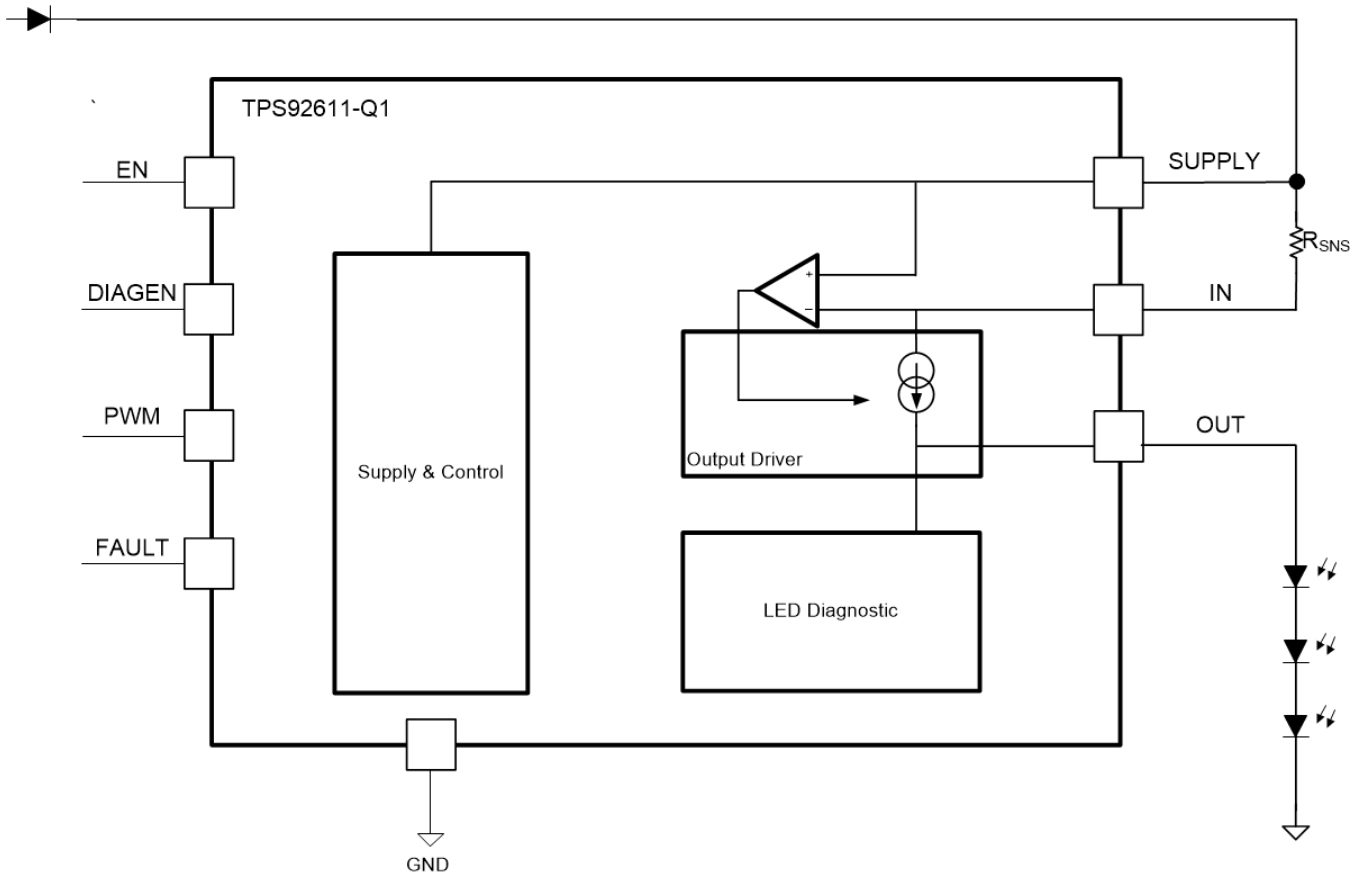 TPS92611-Q1
EN
SUPPLY
RSNS
DIAGEN
IN
+
−
PWM
OUT
Output Driver
Supply & Control
FAULT
LED Diagnostic
GND